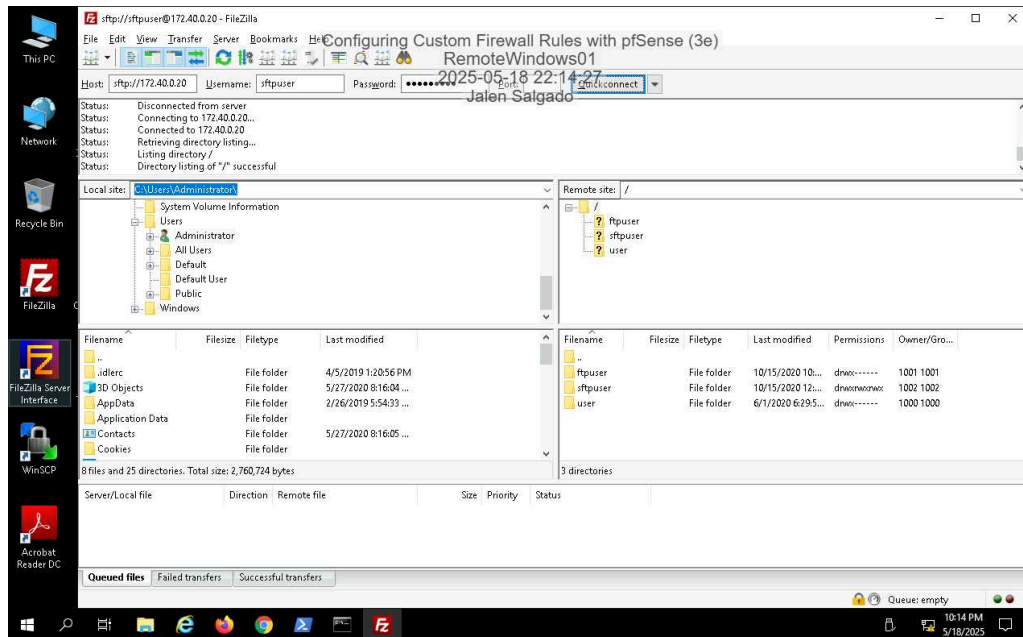 sftp://sftpuser@172.40.0.20 - FileZilla
File Edit View Transfer Server Bookmarks Help
Configuring Custom Firewall Rules with pfSense (3e)
RemoteWindows01
2025-05-18 22:14:27
Jalen Salgado
Host: sftp://172.40.0.20 Username: sftpuser Password: ●●●●●●●●● Port: Quickconnect
Status: Disconnected from server
Status: Connecting to 172.40.0.20...
Status: Connected to 172.40.0.20
Status: Retrieving directory listing...
Status: Listing directory /
Status: Directory listing of "/" successful
Local site: C:\Users\Administrator\
System Volume Information
Users
Administrator
All Users
Default
Default User
Public
Windows
Remote site: /
/
ftpuser
sftpuser
user
Filename Filesize Filetype Last modified
..
.idlerc File folder 4/5/2019 1:20:56 PM
3D Objects File folder 5/27/2020 8:16:04 ...
AppData File folder 2/26/2019 5:54:33 ...
Application Data File folder
Contacts File folder 5/27/2020 8:16:05 ...
Cookies File folder
8 files and 25 directories. Total size: 2,760,724 bytes
Filename Filesize Filetype Last modified Permissions Owner/Gro...
..
ftpuser File folder 10/15/2020 10:... drwx------ 1001 1001
sftpuser File folder 10/15/2020 12:... drwxrwxrwx 1002 1002
user File folder 6/1/2020 6:29:5... drwx------ 1000 1000
3 directories
Server/Local file Direction Remote file Size Priority Status
Queued files Failed transfers Successful transfers
Queue: empty
This PC
Network
Recycle Bin
FileZilla
FileZilla Server
Interface
WinSCP
Acrobat
Reader DC
10:14 PM
5/18/2025